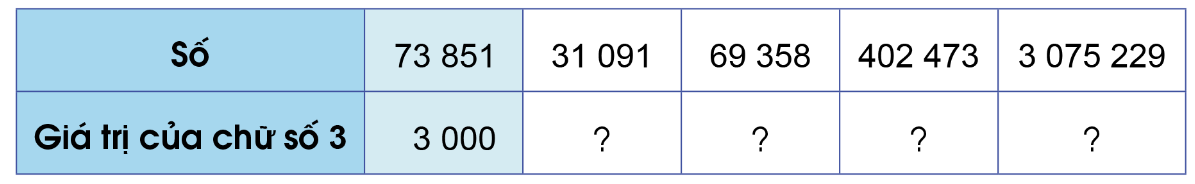 Số 73 851 31 091 69 358 402 473 3 075 229
Giá trị của chữ số 3 3 000 ? ? ? ?